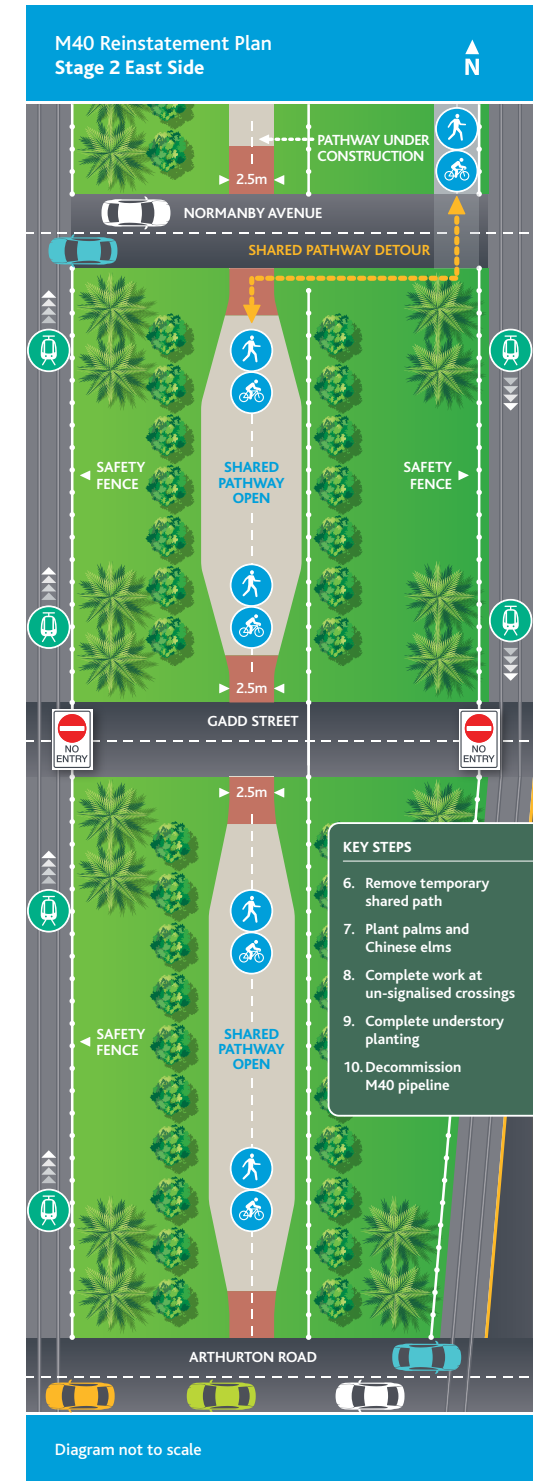 M40 Reinstatement Plan
Stage 2 East Side
N
PATHWAY UNDER
CONSTRUCTION
2.5m
NORMANBY AVENUE
SHARED PATHWAY DETOUR
SAFETY
FENCE
SHARED
PATHWAY
OPEN
SAFETY
FENCE
2.5m
GADD STREET
NO
ENTRY
NO
ENTRY
2.5m
KEY STEPS
6. Remove temporary
shared path
7. Plant palms and
Chinese elms
8. Complete work at
un-signalised crossings
9. Complete understory
planting
10. Decommission
M40 pipeline
SAFETY
FENCE
SHARED
PATHWAY
OPEN
ARTHURTON ROAD
Diagram not to scale